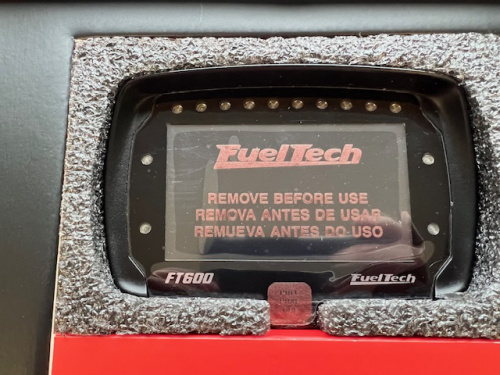 FuelTech
REMOVE BEFORE USE
REMOVA ANTES DE USAR
REMUEVA ANTES DO USO
FT600 FuelTech